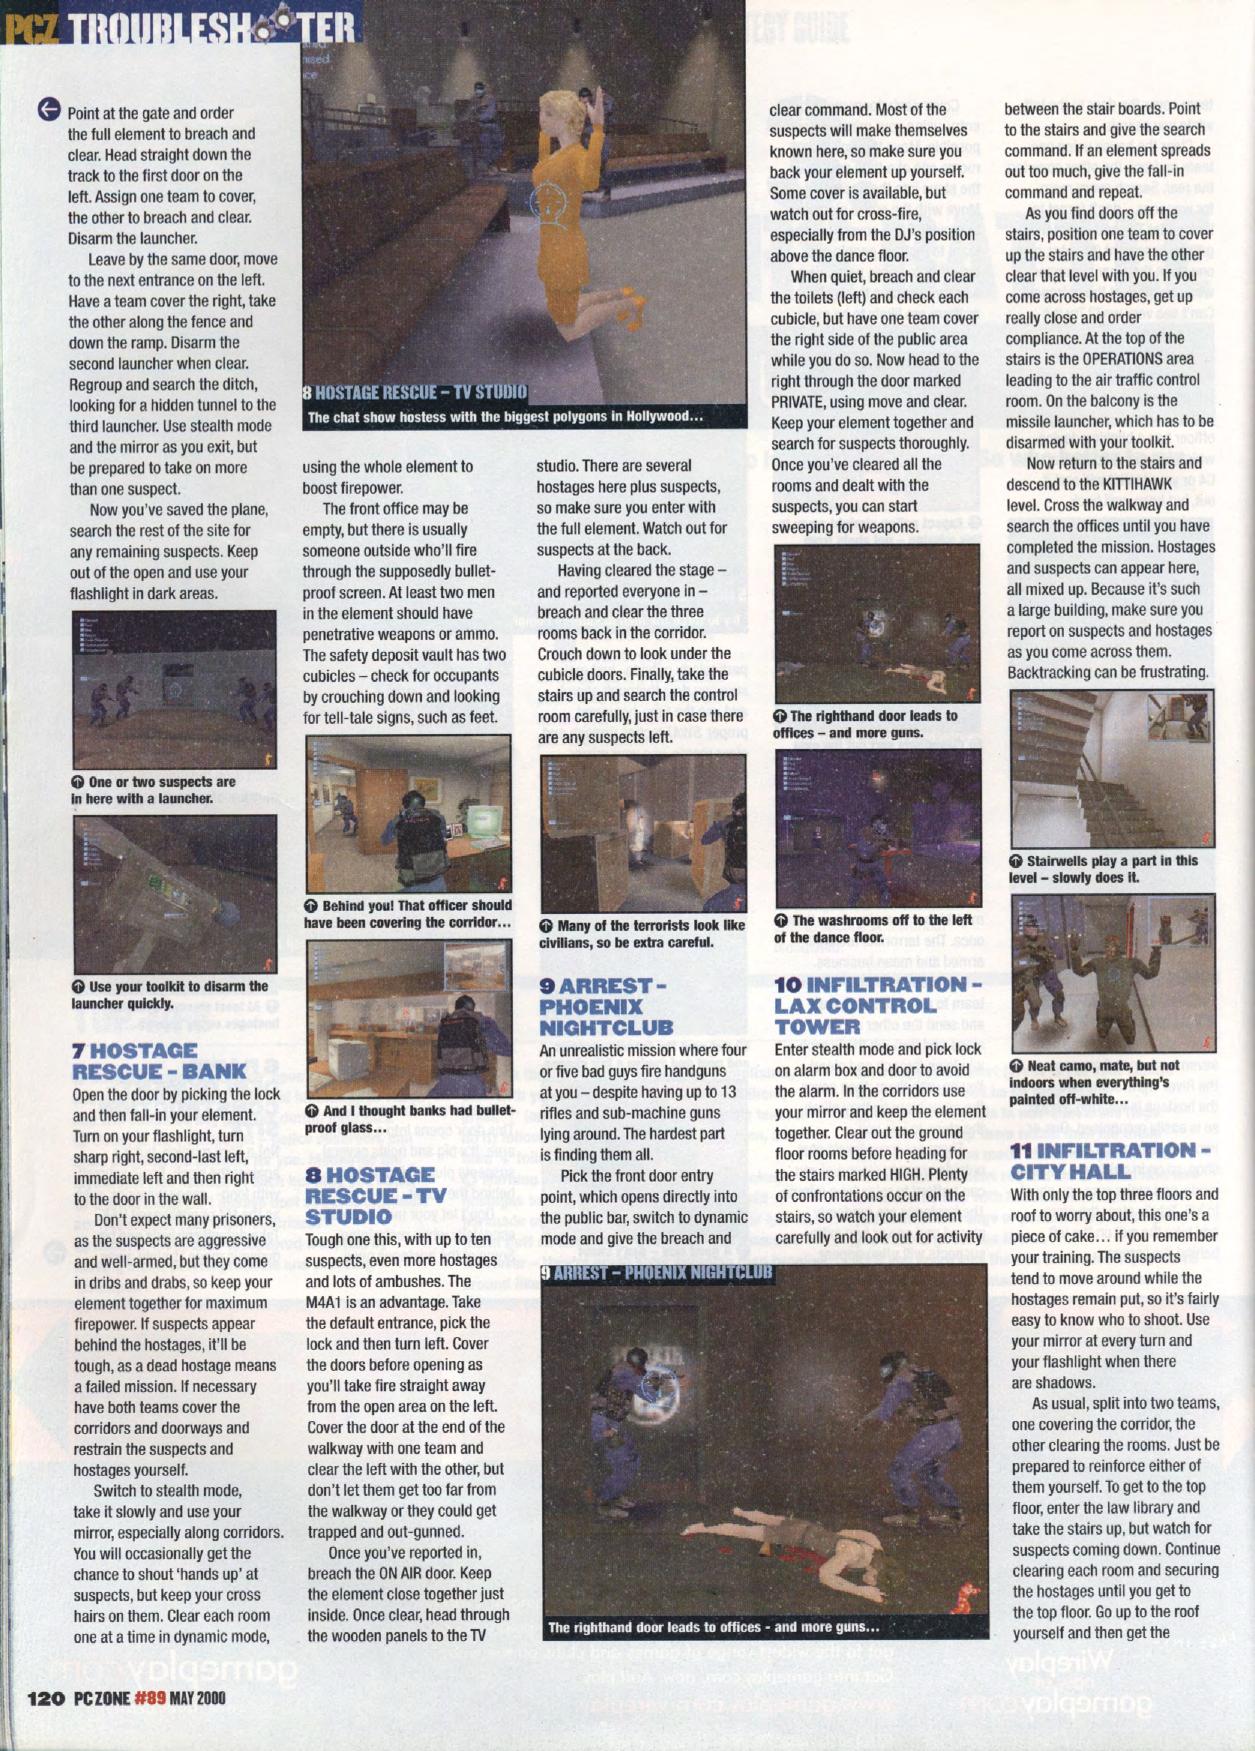 PCZ TROUBLESHOOTER
Point at the gate and order
the full element to breach and
clear. Head straight down the
track to the first door on the
left. Assign one team to cover,
the other to breach and clear.
Disarm the launcher.
Leave by the same door, move
to the next entrance on the left.
Have a team cover the right, take
the other along the fence and
down the ramp. Disarm the
second launcher when clear.
Regroup and search the ditch,
looking for a hidden tunnel to the
third launcher. Use stealth mode
and the mirror as you exit, but
be prepared to take on more
than one suspect.
Now you've saved the plane,
search the rest of the site for
any remaining suspects. Keep
out of the open and use your
flashlight in dark areas.
One or two suspects are
in here with a launcher.
Use your toolkit to disarm the
launcher quickly.
7 HOSTAGE
RESCUE – BANK
Open the door by picking the lock
and then fall-in your element.
Turn on your flashlight, turn
sharp right, second-last left,
immediate left and then right
to the door in the wall.
Don't expect many prisoners,
as the suspects are aggressive
and well-armed, but they come
in dribs and drabs, so keep your
element together for maximum
firepower. If suspects appear
behind the hostages, it'll be
tough, as a dead hostage means
a failed mission. If necessary
have both teams cover the
corridors and doorways and
restrain the suspects and
hostages yourself.
Switch to stealth mode,
take it slowly and use your
mirror, especially along corridors.
You will occasionally get the
chance to shout 'hands up' at
suspects, but keep your cross
hairs on them. Clear each room
one at a time in dynamic mode,
8 HOSTAGE RESCUE – TV STUDIO
The chat show hostess with the biggest polygons in Hollywood...
using the whole element to
boost firepower.
The front office may be
empty, but there is usually
someone outside who'll fire
through the supposedly bullet-
proof screen. At least two men
in the element should have
penetrative weapons or ammo.
The safety deposit vault has two
cubicles – check for occupants
by crouching down and looking
for tell-tale signs, such as feet.
Behind you! That officer should
have been covering the corridor...
And I thought banks had bullet-
proof glass...
8 HOSTAGE
RESCUE – TV
STUDIO
Tough one this, with up to ten
suspects, even more hostages
and lots of ambushes. The
M4A1 is an advantage. Take
the default entrance, pick the
lock and then turn left. Cover
the doors before opening as
you'll take fire straight away
from the open area on the left.
Cover the door at the end of the
walkway with one team and
clear the left with the other, but
don't let them get too far from
the walkway or they could get
trapped and out-gunned.
Once you've reported in,
breach the ON AIR door. Keep
the element close together just
inside. Once clear, head through
the wooden panels to the TV
studio. There are several
hostages here plus suspects,
so make sure you enter with
the full element. Watch out for
suspects at the back.
Having cleared the stage –
and reported everyone in –
breach and clear the three
rooms back in the corridor.
Crouch down to look under the
cubicle doors. Finally, take the
stairs up and search the control
room carefully, just in case there
are any suspects left.
Many of the terrorists look like
civilians, so be extra careful.
9 ARREST –
PHOENIX
NIGHTCLUB
An unrealistic mission where four
or five bad guys fire handguns
at you – despite having up to 13
rifles and sub-machine guns
lying around. The hardest part
is finding them all.
Pick the front door entry
point, which opens directly into
the public bar, switch to dynamic
mode and give the breach and
clear command. Most of the
suspects will make themselves
known here, so make sure you
back your element up yourself.
Some cover is available, but
watch out for cross-fire,
especially from the DJ's position
above the dance floor.
When quiet, breach and clear
the toilets (left) and check each
cubicle, but have one team cover
the right side of the public area
while you do so. Now head to the
right through the door marked
PRIVATE, using move and clear.
Keep your element together and
search for suspects thoroughly.
Once you've cleared all the
rooms and dealt with the
suspects, you can start
sweeping for weapons.
The righthand door leads to
offices – and more guns.
The washrooms off to the left
of the dance floor.
10 INFILTRATION –
LAX CONTROL
TOWER
Enter stealth mode and pick lock
on alarm box and door to avoid
the alarm. In the corridors use
your mirror and keep the element
together. Clear out the ground
floor rooms before heading for
the stairs marked HIGH. Plenty
of confrontations occur on the
stairs, so watch your element
carefully and look out for activity
9 ARREST – PHOENIX NIGHTCLUB
The righthand door leads to offices - and more guns...
between the stair boards. Point
to the stairs and give the search
command. If an element spreads
out too much, give the fall-in
command and repeat.
As you find doors off the
stairs, position one team to cover
up the stairs and have the other
clear that level with you. If you
come across hostages, get up
really close and order
compliance. At the top of the
stairs is the OPERATIONS area
leading to the air traffic control
room. On the balcony is the
missile launcher, which has to be
disarmed with your toolkit.
Now return to the stairs and
descend to the KITTIHAWK
level. Cross the walkway and
search the offices until you have
completed the mission. Hostages
and suspects can appear here,
all mixed up. Because it's such
a large building, make sure you
report on suspects and hostages
as you come across them.
Backtracking can be frustrating.
Stairwells play a part in this
level – slowly does it.
Neat camo, mate, but not
indoors when everything's
painted off-white...
11 INFILTRATION –
CITY HALL
With only the top three floors and
roof to worry about, this one's a
piece of cake... if you remember
your training. The suspects
tend to move around while the
hostages remain put, so it's fairly
easy to know who to shoot. Use
your mirror at every turn and
your flashlight when there
are shadows.
As usual, split into two teams,
one covering the corridor, the
other clearing the rooms. Just be
prepared to reinforce either of
them yourself. To get to the top
floor, enter the law library and
take the stairs up, but watch for
suspects coming down. Continue
clearing each room and securing
the hostages until you get to
the top floor. Go up to the roof
yourself and then get the
120 PC ZONE #89 MAY 2000